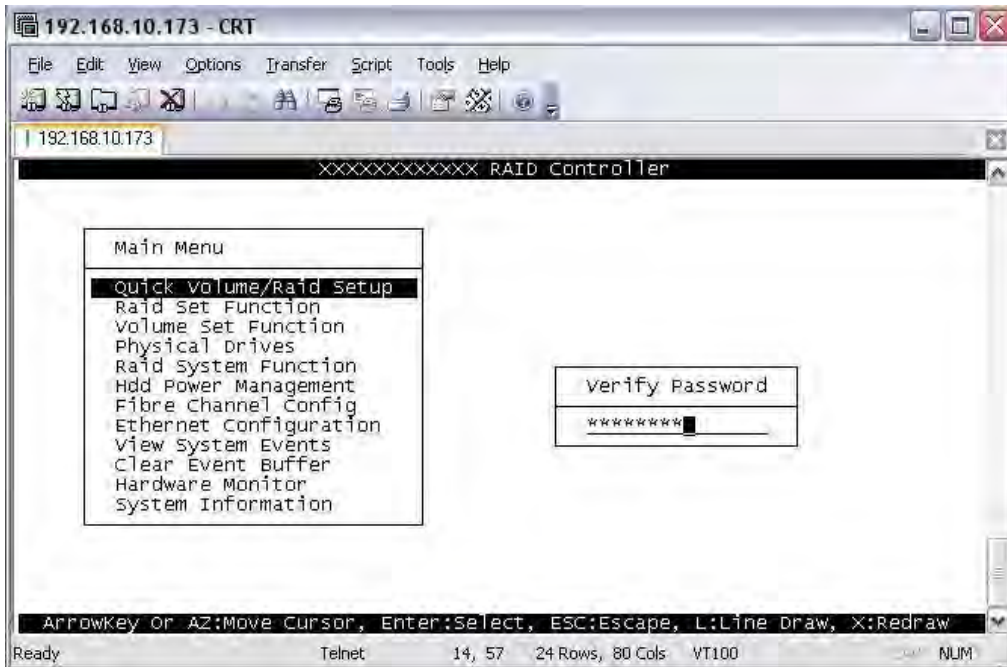 192.168.10.173 - CRT
File Edit View Options Transfer Script Tools Help
192.168.10.173
XXXXXXXXXXXX RAID Controller
Main Menu
Quick Volume/Raid Setup
Raid Set Function
Volume Set Function
Physical Drives
Raid System Function
Hdd Power Management
Fibre Channel Config
Ethernet Configuration
View System Events
Clear Event Buffer
Hardware Monitor
System Information
Verify Password
********
ArrowKey Or AZ:Move Cursor, Enter:Select, ESC:Escape, L:Line Draw, X:Redraw
Ready Telnet 14, 57 24 Rows, 80 Cols VT100 NUM